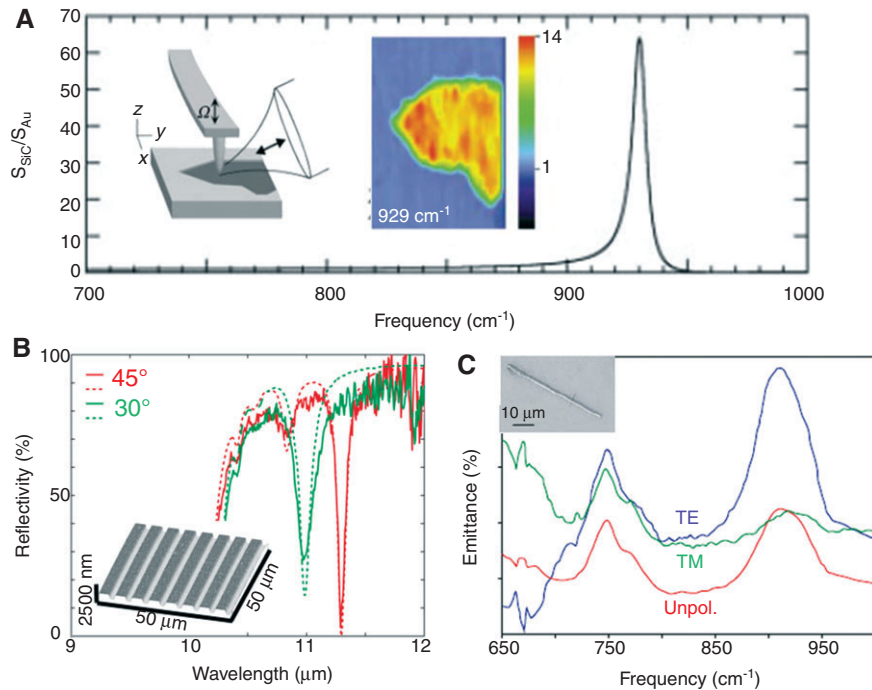 A
70
60
50
40
30
20
10
0
S_SiC/S_Au
Ω
z
y
x
929 cm⁻¹
14
1
700
800
900
1000
Frequency (cm⁻¹)
B
100
50
0
Reflectivity (%)
45°
30°
2500 nm
50 μm
50 μm
9
10
11
12
Wavelength (μm)
C
10 μm
Emittance (%)
TE
TM
Unpol.
650
750
850
950
Frequency (cm⁻¹)